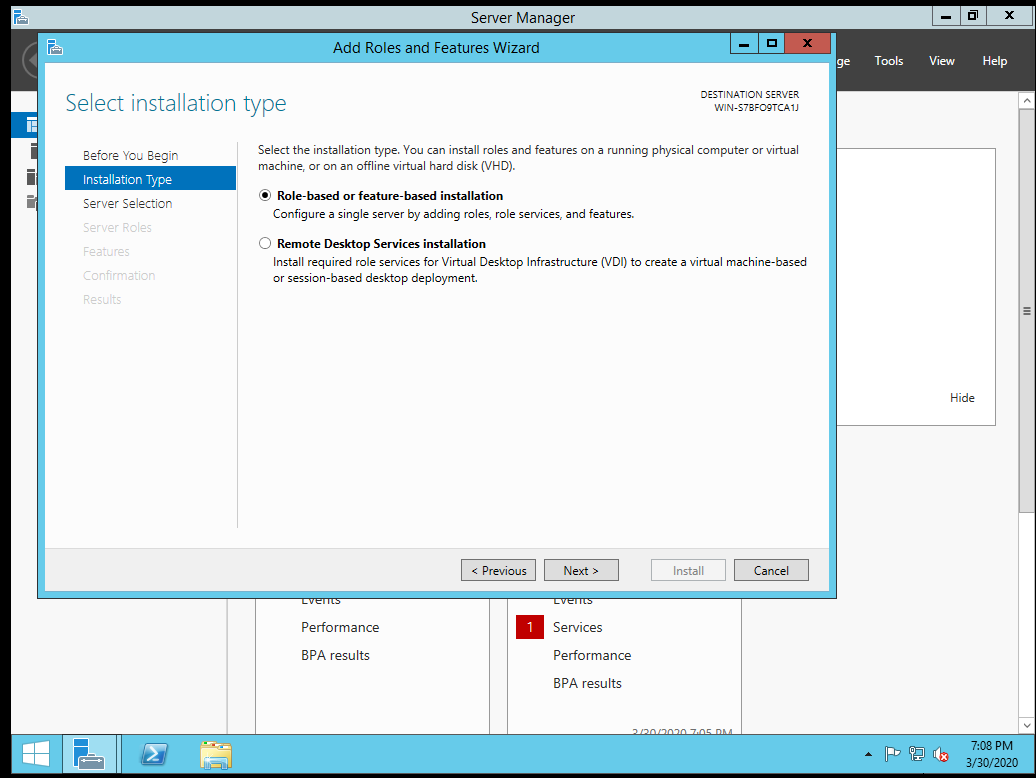 Server Manager
Add Roles and Features Wizard
Tools
View
Help
Select installation type
DESTINATION SERVER
WIN-S7BFO9TCA1J
Before You Begin
Installation Type
Server Selection
Server Roles
Features
Confirmation
Results
Select the installation type. You can install roles and features on a running physical computer or virtual
machine, or on an offline virtual hard disk (VHD).
Role-based or feature-based installation
Configure a single server by adding roles, role services, and features.
Remote Desktop Services installation
Install required role services for Virtual Desktop Infrastructure (VDI) to create a virtual machine-based
or session-based desktop deployment.
Hide
< Previous
Next >
Install
Cancel
Events
Performance
BPA results
Events
1 Services
Performance
BPA results
3/30/2020 7:05 PM
7:08 PM
3/30/2020